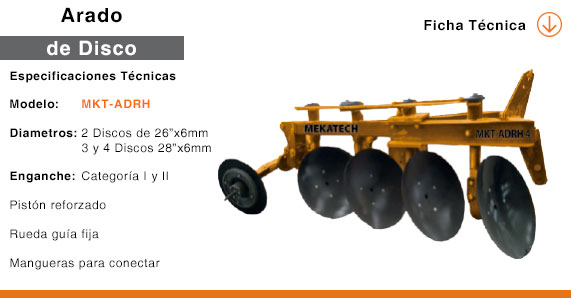 Arado
de Disco
Ficha Técnica
Especificaciones Técnicas
Modelo: MKT-ADRH
Diametros: 2 Discos de 26"x6mm
3 y 4 Discos 28"x6mm
Enganche: Categoría I y II
Pistón reforzado
Rueda guía fija
Mangueras para conectar
MEKATECH
MKT-ADRH 4